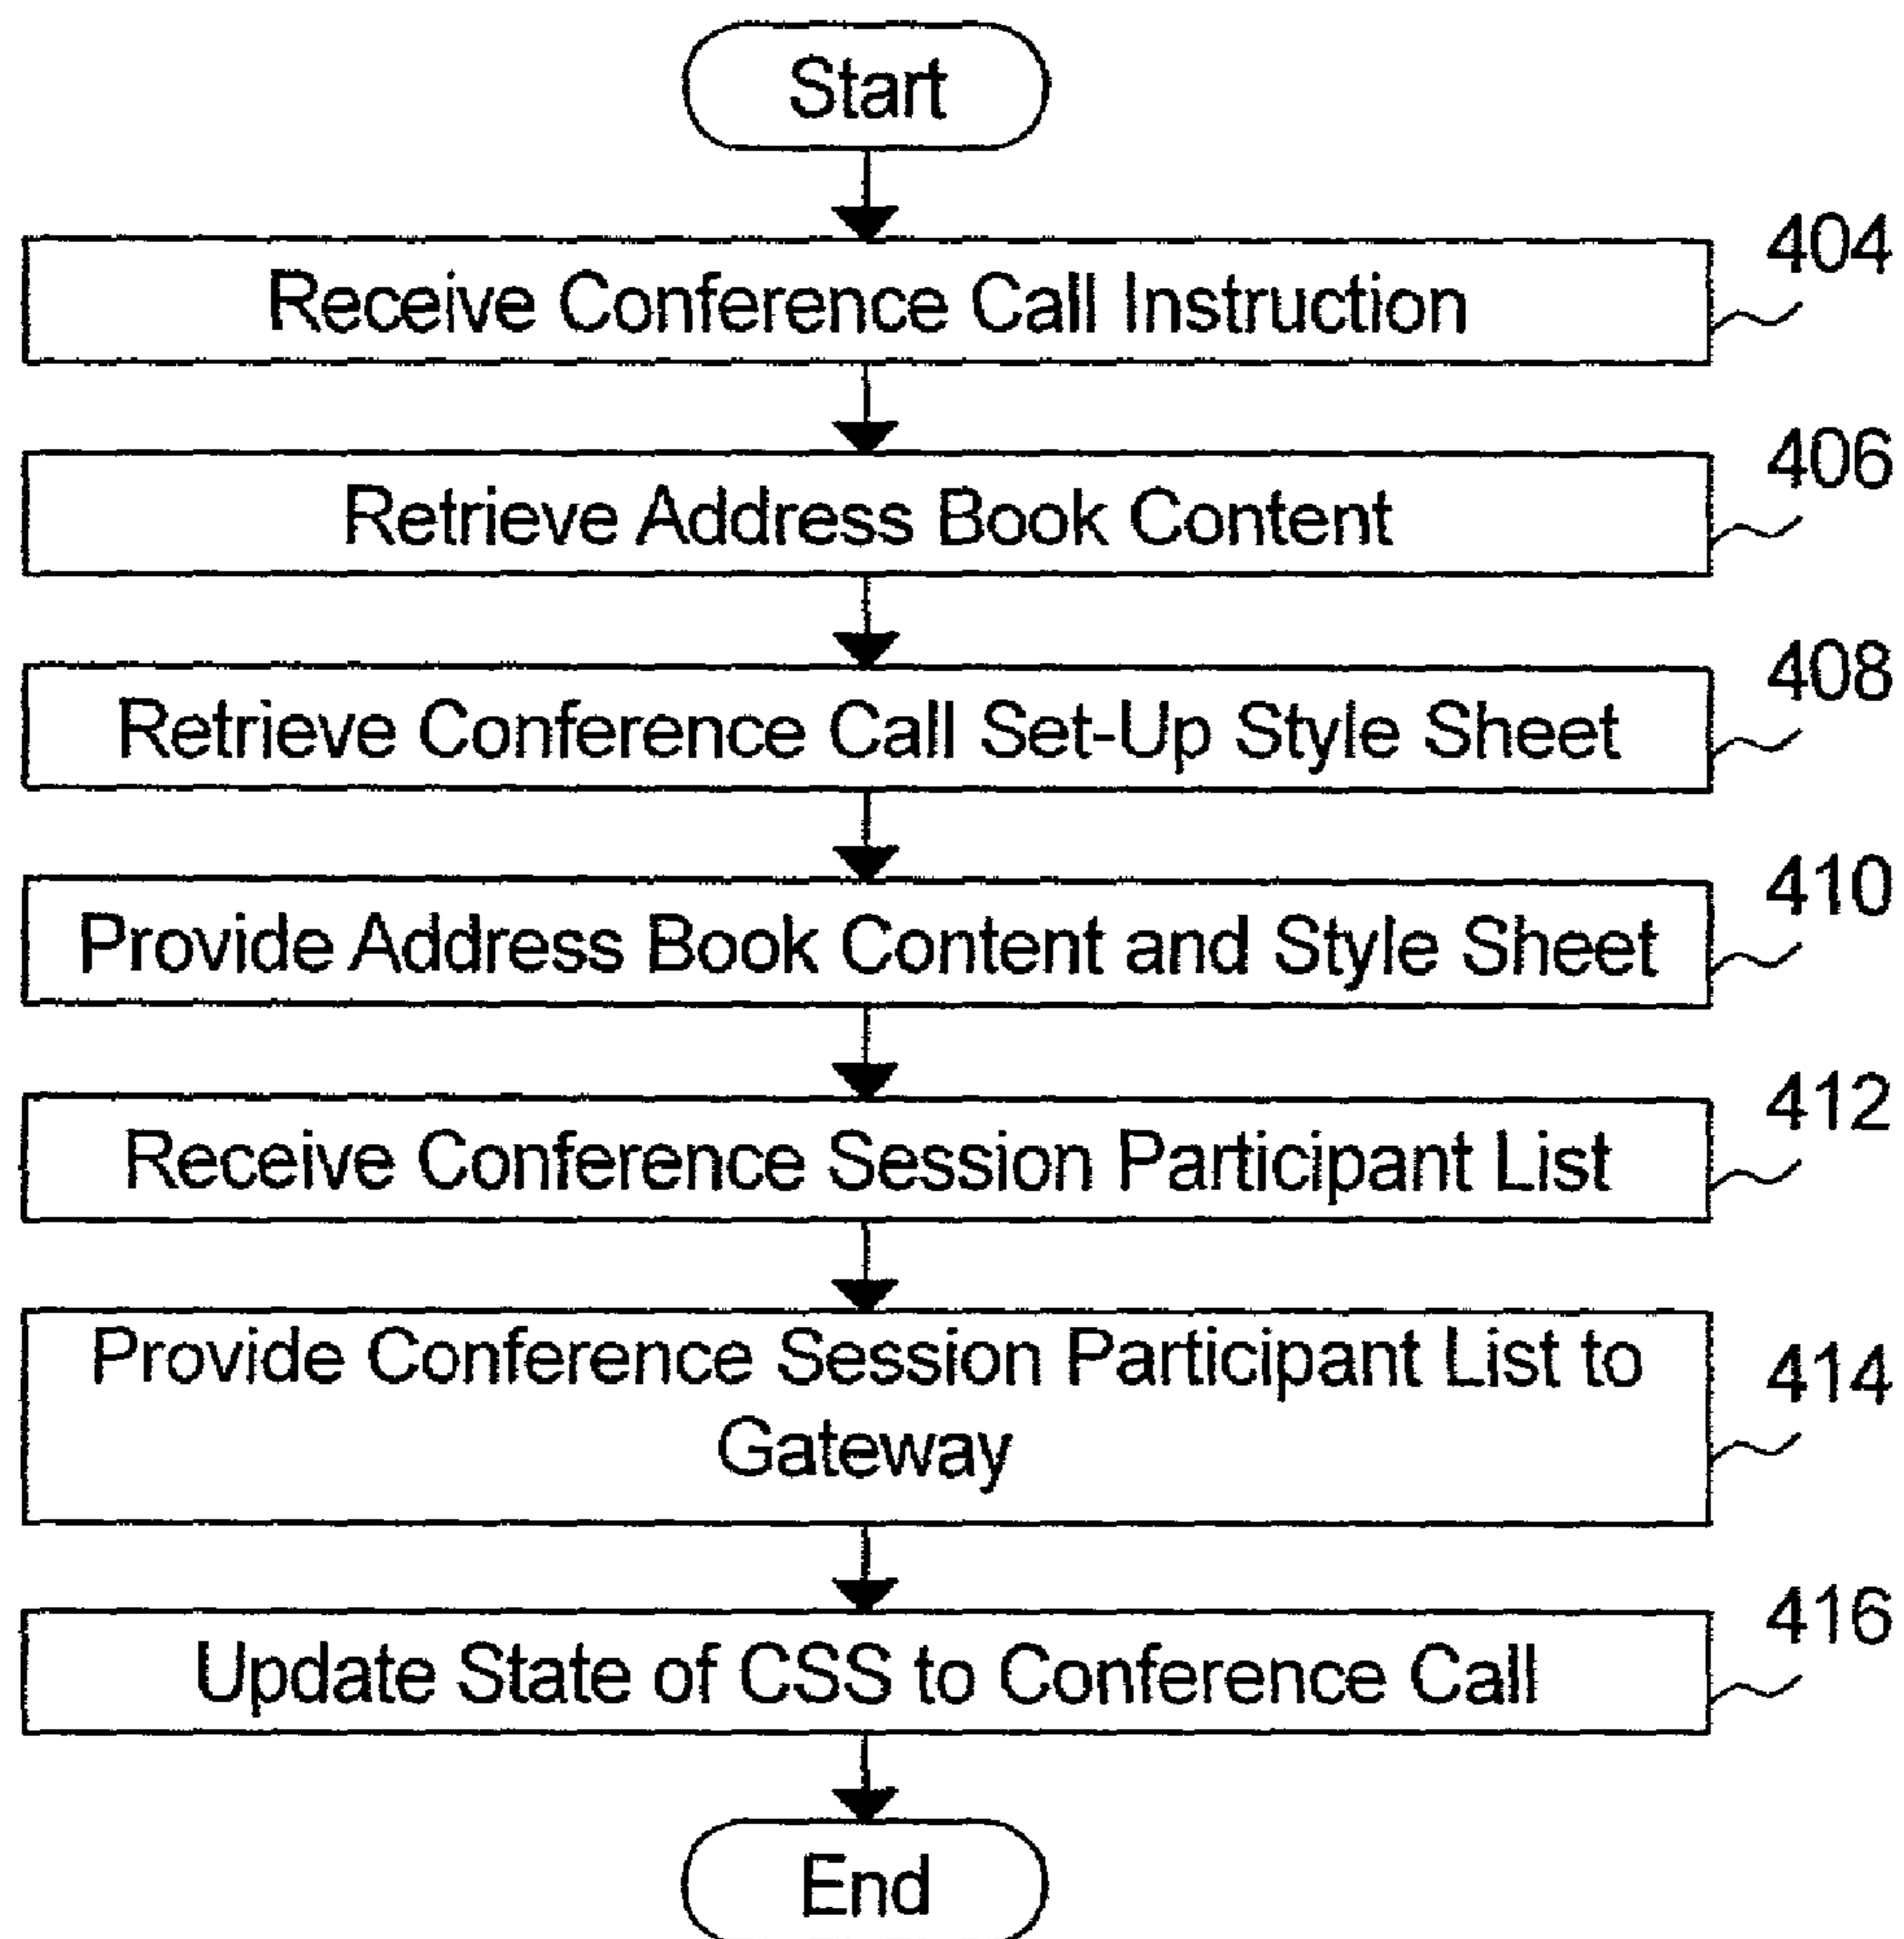 Start
Receive Conference Call Instruction
404
Retrieve Address Book Content
406
Retrieve Conference Call Set-Up Style Sheet
408
Provide Address Book Content and Style Sheet
410
Receive Conference Session Participant List
412
Provide Conference Session Participant List to
Gateway
414
Update State of CSS to Conference Call
416
End